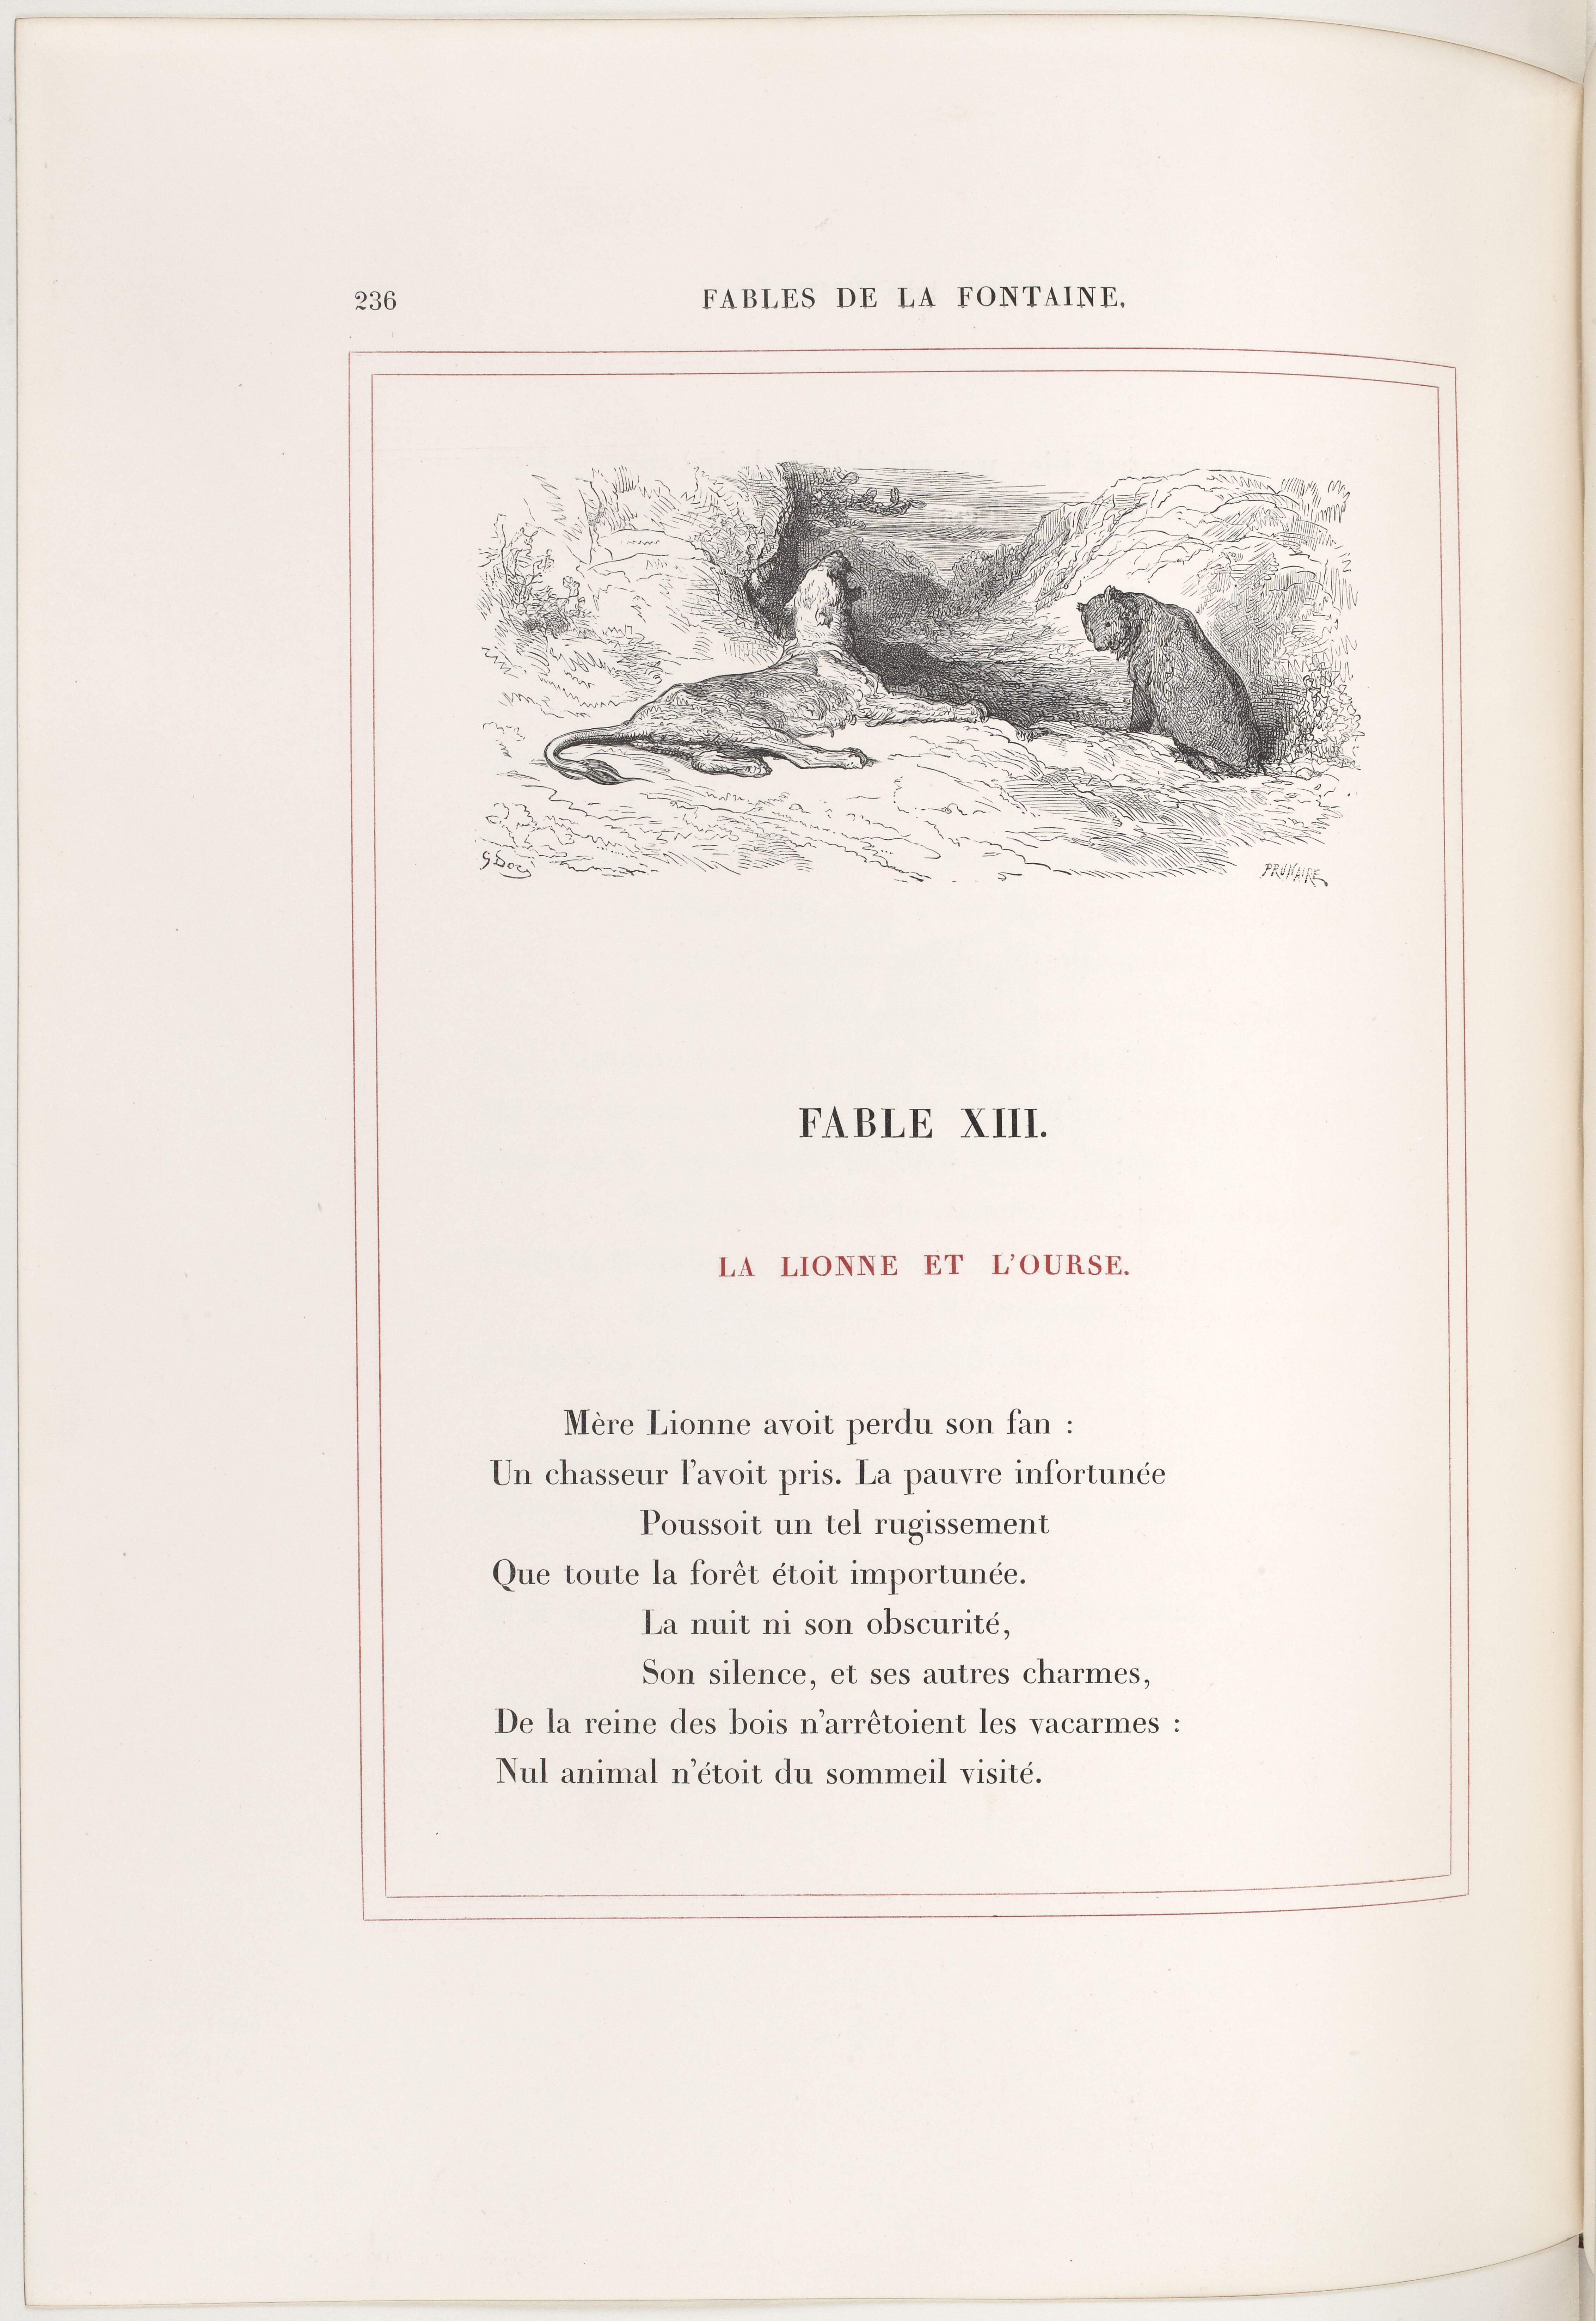 236
FABLES DE LA FONTAINE.
G Doré
PRUNAIRE
FABLE XIII.
LA LIONNE ET L'OURSE.
Mère Lionne avoit perdu son fan :
Un chasseur l'avoit pris. La pauvre infortunée
Poussoit un tel rugissement
Que toute la forêt étoit importunée.
La nuit ni son obscurité,
Son silence, et ses autres charmes,
De la reine des bois n'arrêtoient les vacarmes :
Nul animal n'étoit du sommeil visité.